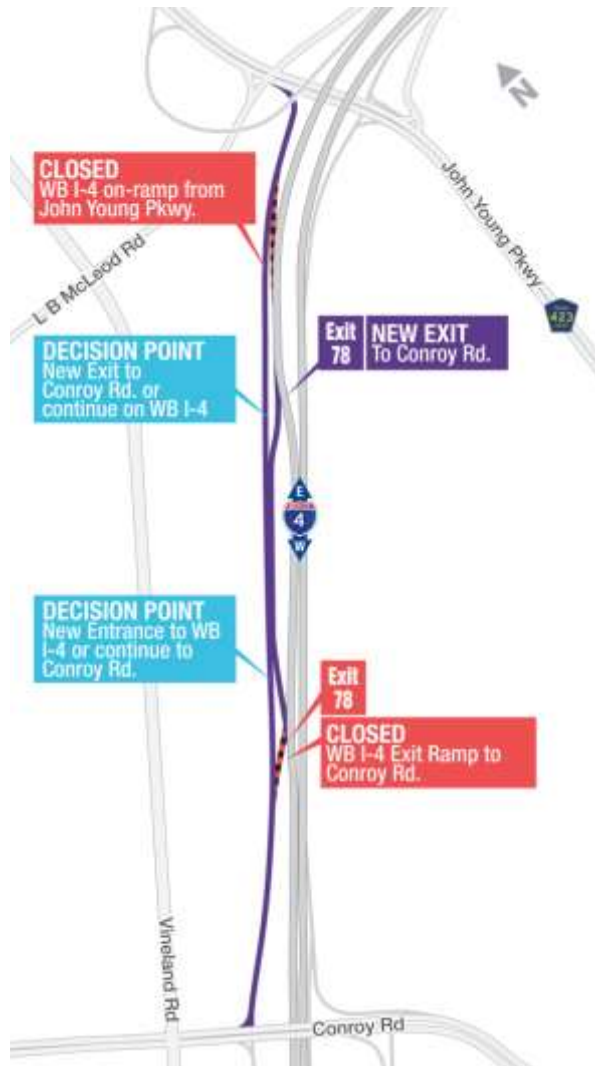 N
CLOSED
WB I-4 on-ramp from
John Young Pkwy.
John Young Pkwy
L B McLeod Rd
423
DECISION POINT
New Exit to
Conroy Rd. or
continue on WB I-4
Exit
78
NEW EXIT
To Conroy Rd.
E
4
W
DECISION POINT
New Entrance to WB
I-4 or continue to
Conroy Rd.
Exit
78
CLOSED
WB I-4 Exit Ramp to
Conroy Rd.
Vineland Rd
Conroy Rd